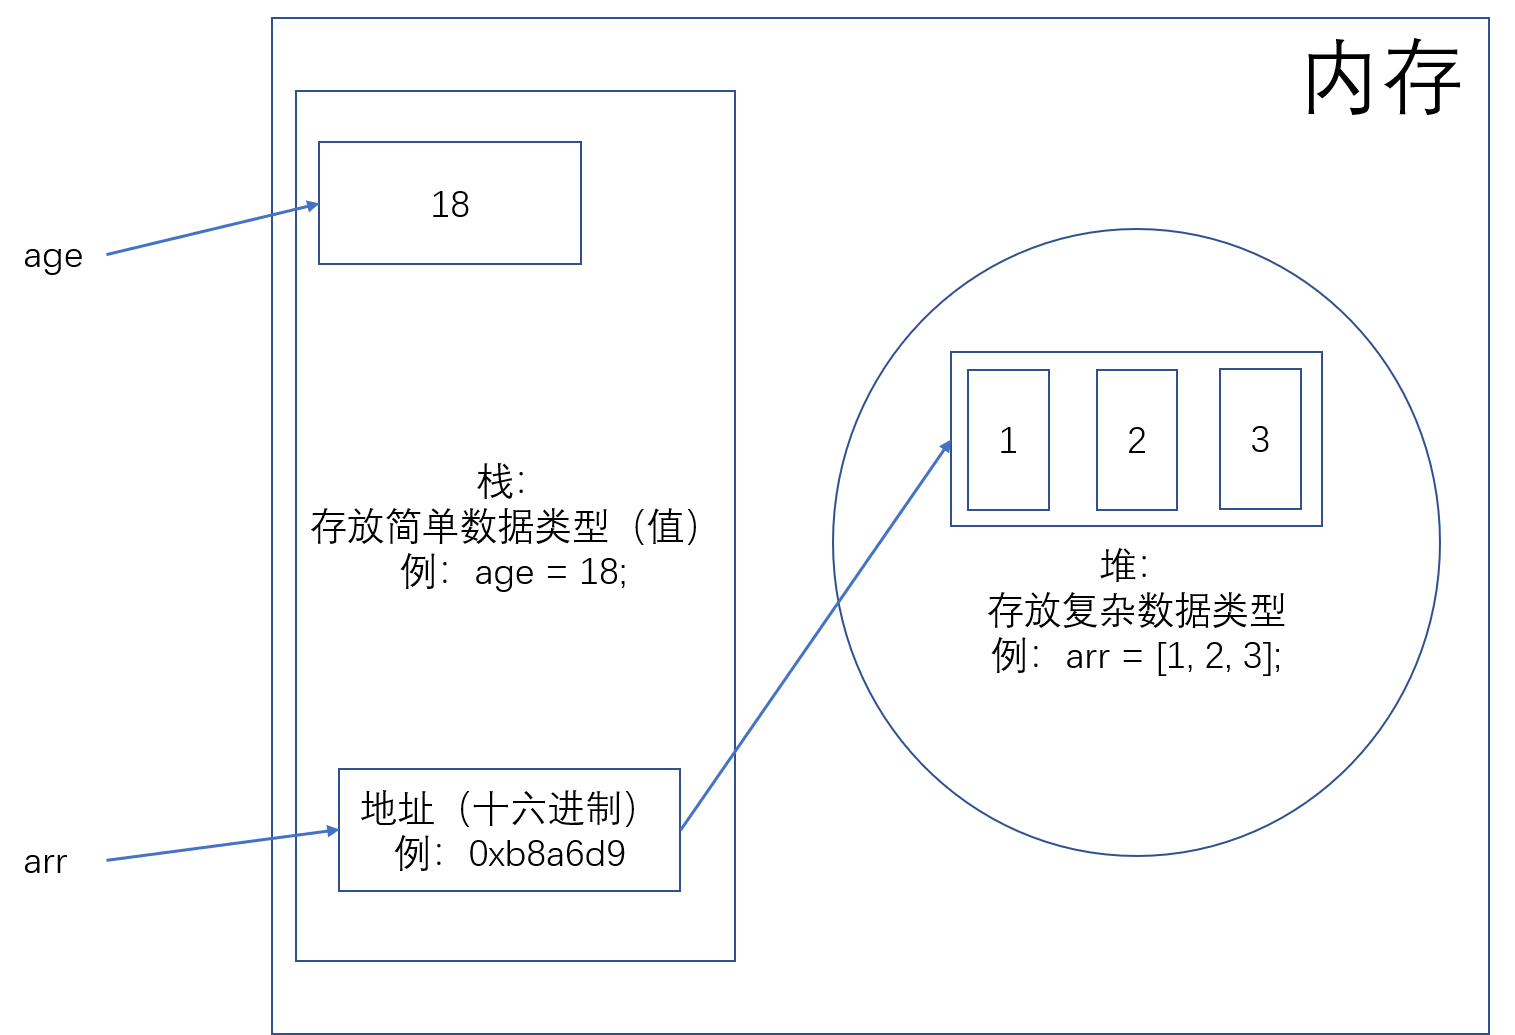 内存
18
age
栈：
存放简单数据类型（值）
例：age = 18;
1
2
3
堆：
存放复杂数据类型
例：arr = [1, 2, 3];
地址（十六进制）
例：0xb8a6d9
arr